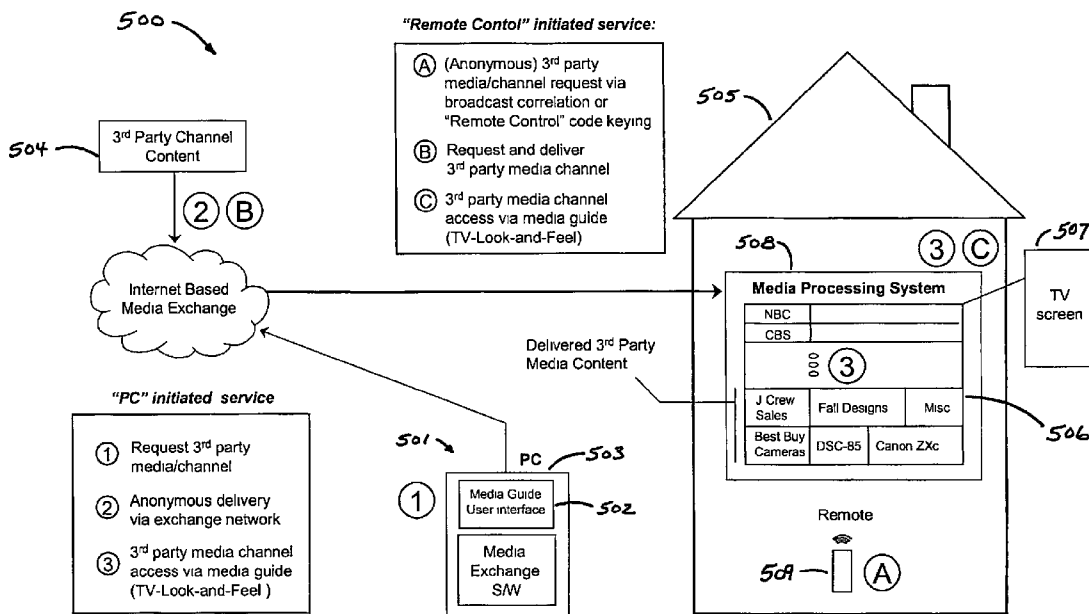 500
"Remote Contol" initiated service:
A (Anonymous) 3rd party
media/channel request via
broadcast correlation or
"Remote Control" code keying
B Request and deliver
3rd party media channel
C 3rd party media channel
access via media guide
(TV-Look-and-Feel)
504
3rd Party Channel
Content
2 B
Internet Based
Media Exchange
"PC" initiated service
1 Request 3rd party
media/channel
2 Anonymous delivery
via exchange network
3 3rd party media channel
access via media guide
(TV-Look-and-Feel )
501
PC
503
1
Media Guide
User interface
502
Media
Exchange
S/W
Delivered 3rd Party
Media Content
505
508
3 C
507
TV
screen
Media Processing System
NBC
CBS
3
J Crew
Sales
Fall Designs
Misc
Best Buy
Cameras
DSC-85
Canon ZXc
506
Remote
509
A